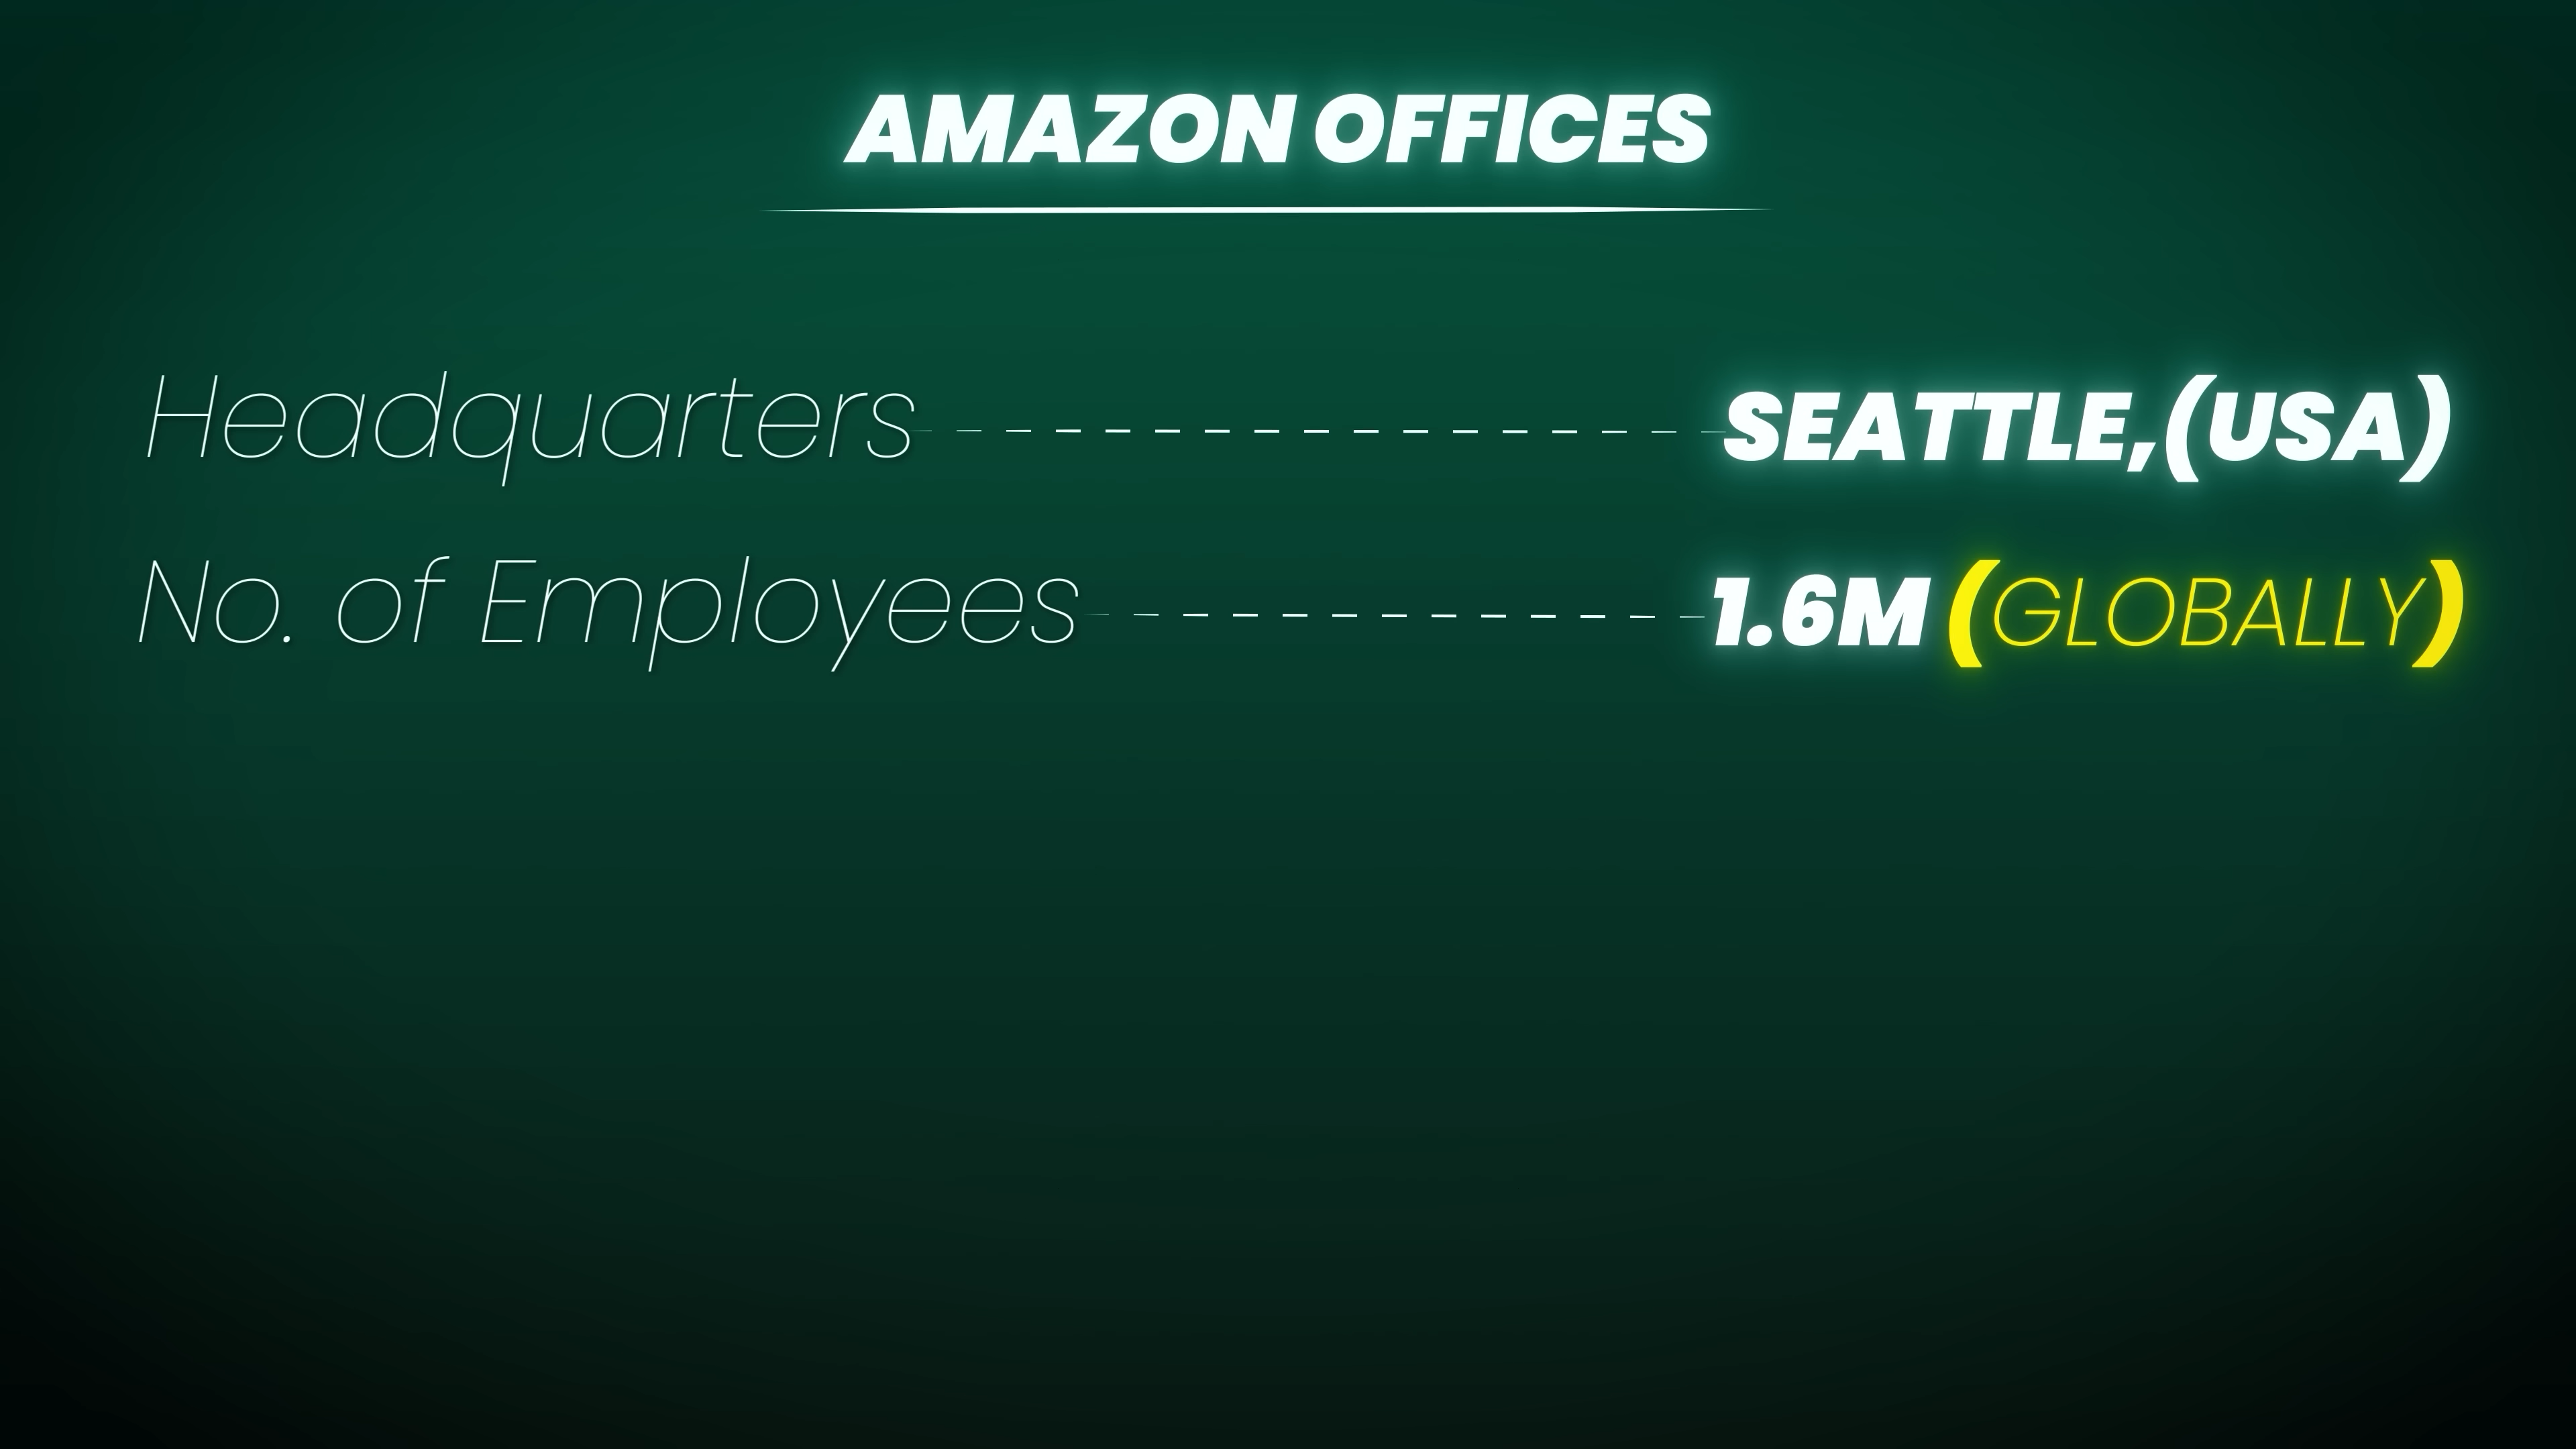 AMAZON OFFICES
Headquarters SEATTLE,(USA)
No. of Employees 1.6M (GLOBALLY)